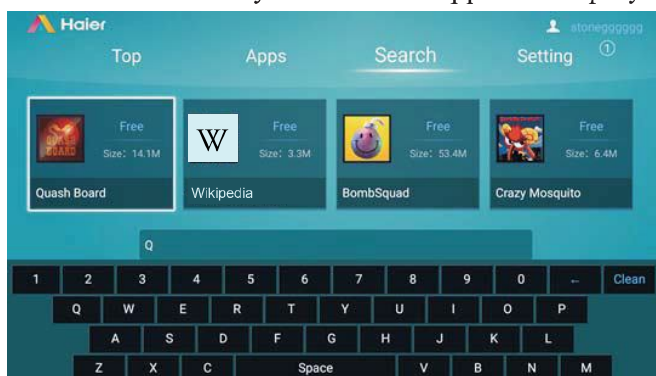 Haier
stonegggggg
Top Apps Search Setting 1
Free Free Free Free
Size: 14.1M Size: 3.3M Size: 53.4M Size: 6.4M
W
Quash Board Wikipedia BombSquad Crazy Mosquito
Q
1 2 3 4 5 6 7 8 9 0 ← Clean
Q W E R T Y U I O P
A S D F G H J K L
Z X C Space V B N M